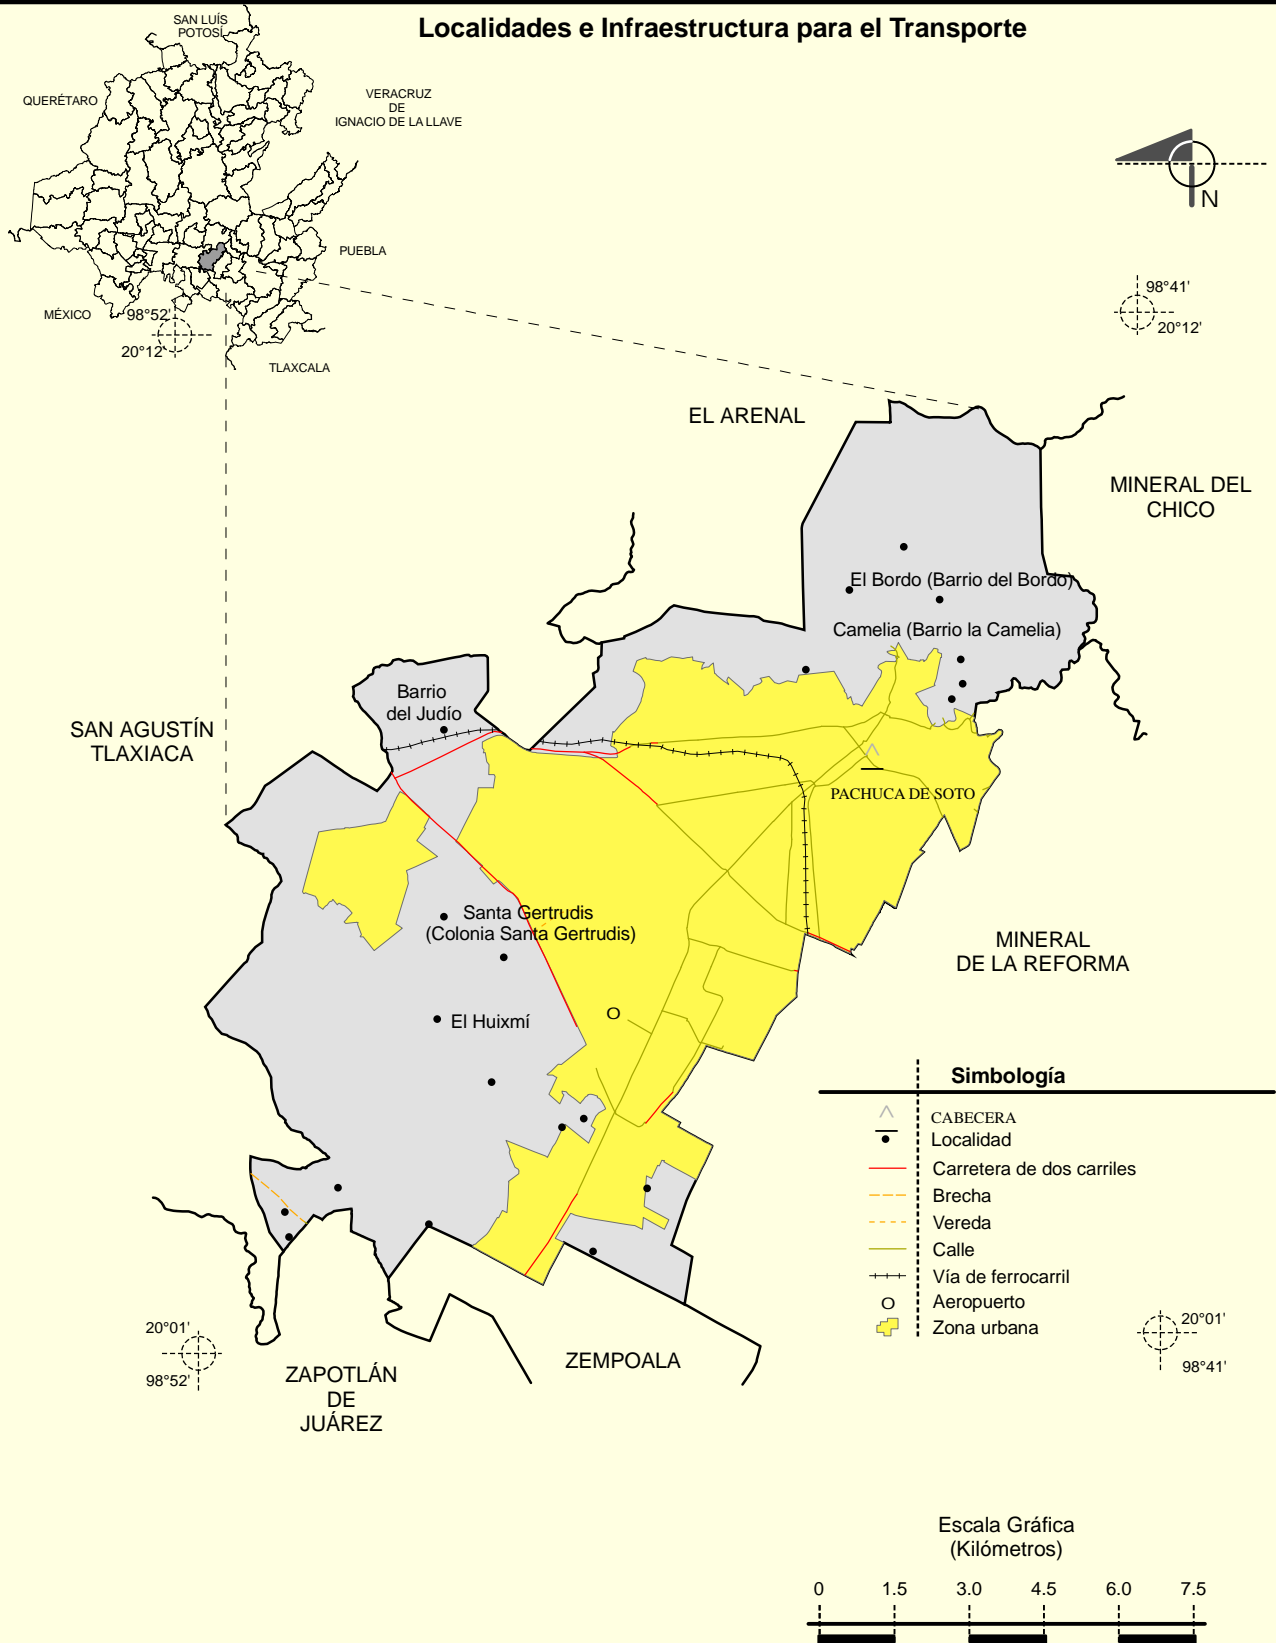 Localidades e Infraestructura para el Transporte
SAN LUÍS
POTOSÍ
QUERÉTARO
VERACRUZ
DE
IGNACIO DE LA LLAVE
PUEBLA
MÉXICO
TLAXCALA
98°52'
20°12'
N
98°41'
20°12'
EL ARENAL
MINERAL DEL
CHICO
El Bordo (Barrio del Bordo)
Camelia (Barrio la Camelia)
Barrio
del Judío
SAN AGUSTÍN
TLAXIACA
PACHUCA DE SOTO
Santa Gertrudis
(Colonia Santa Gertrudis)
MINERAL
DE LA REFORMA
O
El Huixmí
Simbología
CABECERA
Localidad
Carretera de dos carriles
Brecha
Vereda
Calle
Vía de ferrocarril
O Aeropuerto
Zona urbana
20°01'
98°52'
20°01'
98°41'
ZEMPOALA
ZAPOTLÁN
DE
JUÁREZ
Escala Gráfica
(Kilómetros)
0 1.5 3.0 4.5 6.0 7.5